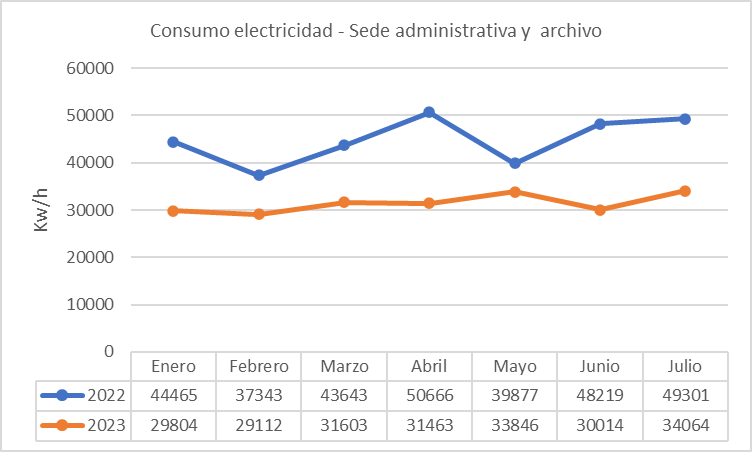 Consumo electricidad - Sede administrativa y archivo
60000
50000
40000
30000
20000
10000
0
Kw/h
Enero Febrero Marzo Abril Mayo Junio Julio
2022 44465 37343 43643 50666 39877 48219 49301
2023 29804 29112 31603 31463 33846 30014 34064